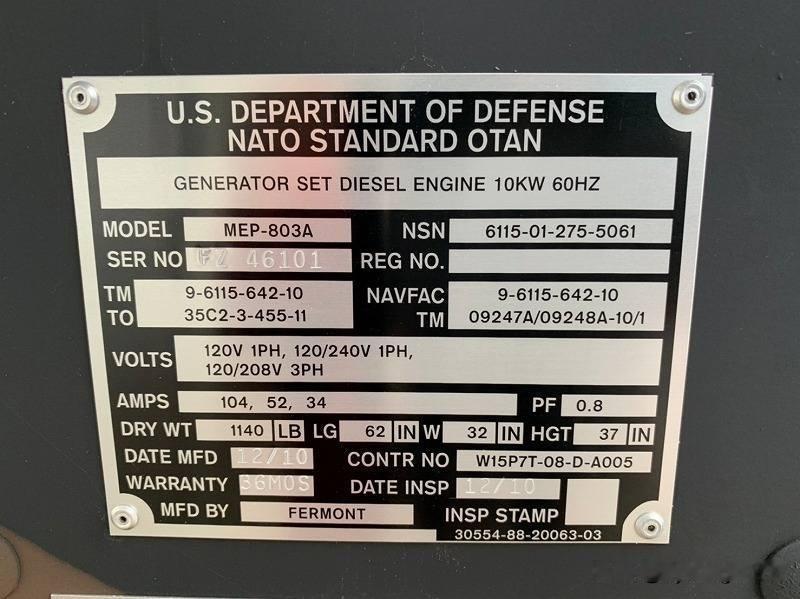 U.S. DEPARTMENT OF DEFENSE
NATO STANDARD OTAN
GENERATOR SET DIESEL ENGINE 10KW 60HZ
MODEL MEP-803A NSN 6115-01-275-5061
SER NO FZ 46101 REG NO.
TM 9-6115-642-10 NAVFAC 9-6115-642-10
TO 35C2-3-455-11 TM 09247A/09248A-10/1
VOLTS 120V 1PH, 120/240V 1PH,
120/208V 3PH
AMPS 104, 52, 34 PF 0.8
DRY WT 1140 LB LG 62 IN W 32 IN HGT 37 IN
DATE MFD 12/10 CONTR NO W15P7T-08-D-A005
WARRANTY 36MOS DATE INSP 12/10
MFD BY FERMONT INSP STAMP
30554-88-20063-03